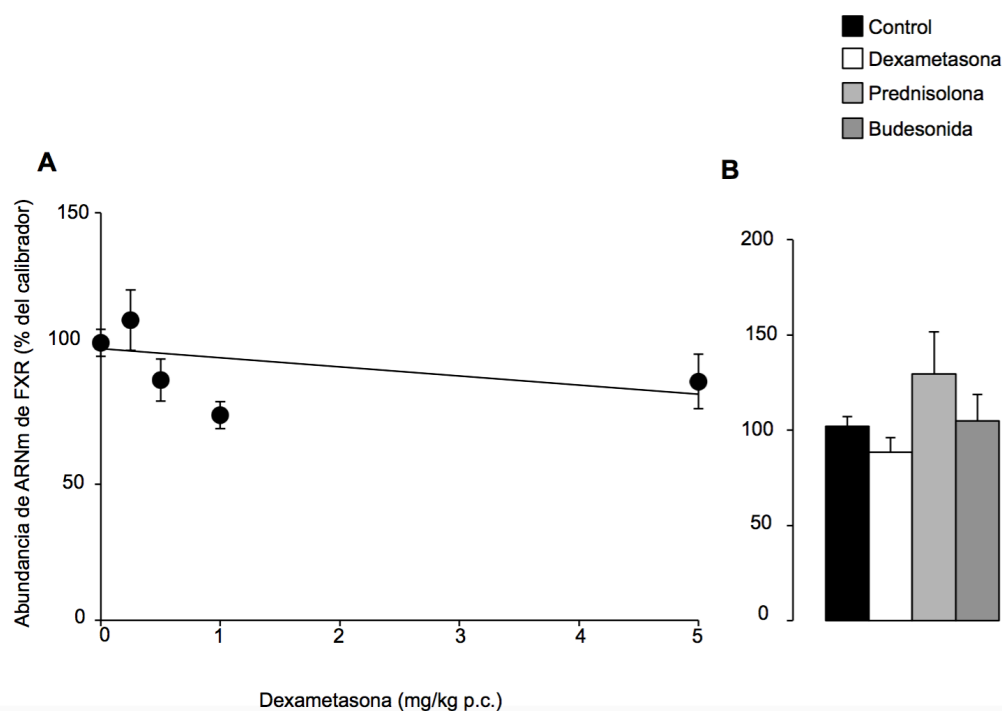 Control
Dexametasona
Prednisolona
Budesonida
A
B
Abundancia de ARNm de FXR (% del calibrador)
150
100
50
0
0 1 2 3 4 5
Dexametasona (mg/kg p.c.)
200
150
100
50
0